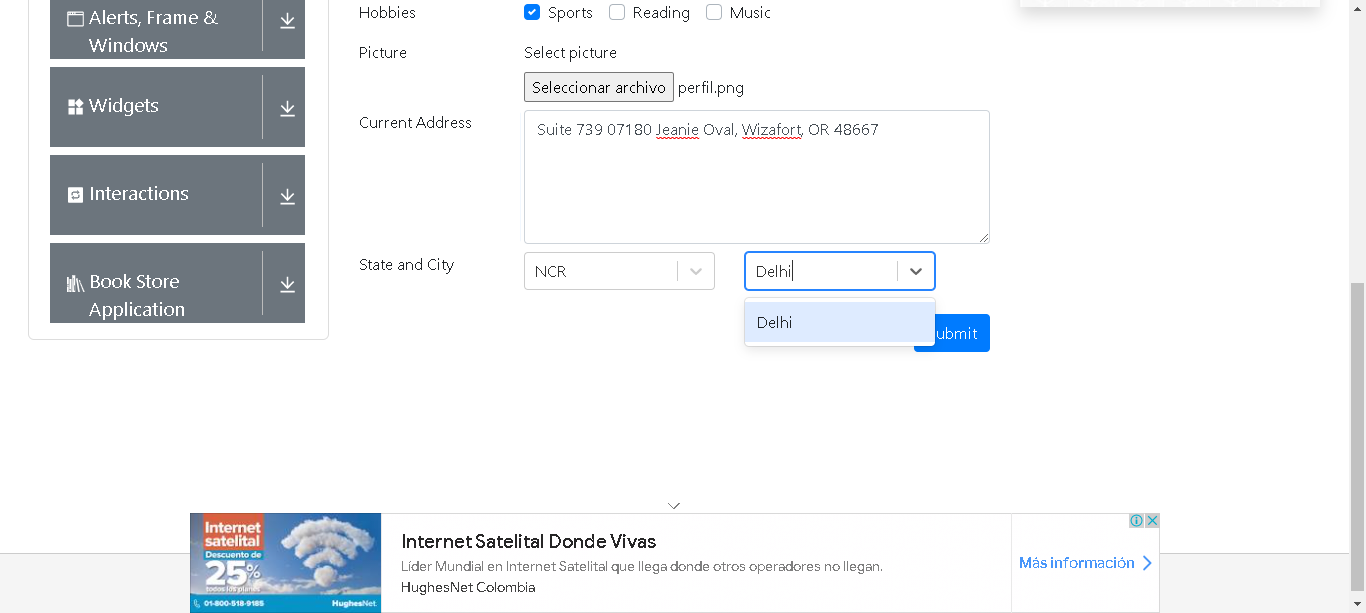 Alerts, Frame &
Windows
Widgets
Interactions
Book Store
Application
Hobbies
Sports Reading Music
Picture
Select picture
Seleccionar archivo perfil.png
Current Address
Suite 739 07180 Jeanie Oval, Wizafort, OR 48667
State and City
NCR
Delhi
Delhi
ubmit
Internet
satelital
Descuento de
25%
todos los planes
01-800-518-9185
HughesNet.
Internet Satelital Donde Vivas
Líder Mundial en Internet Satelital que llega donde otros operadores no llegan.
HughesNet Colombia
Más información